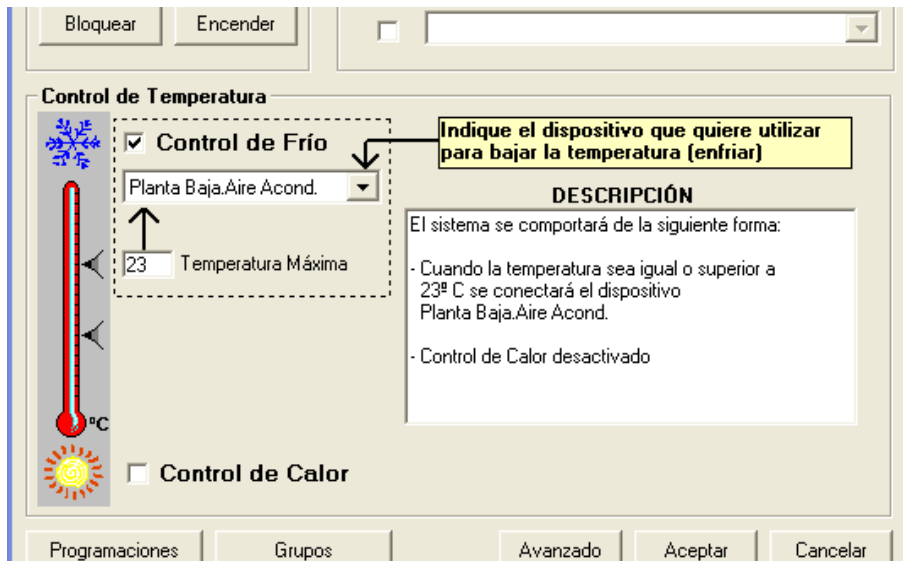 Bloquear
Encender
Control de Temperatura
Control de Frío
Indique el dispositivo que quiere utilizar
para bajar la temperatura (enfriar)
Planta Baja.Aire Acond.
23 Temperatura Máxima
DESCRIPCIÓN
El sistema se comportará de la siguiente forma:
- Cuando la temperatura sea igual o superior a
23º C se conectará el dispositivo
Planta Baja.Aire Acond.
- Control de Calor desactivado
ºC
Control de Calor
Programaciones
Grupos
Avanzado
Aceptar
Cancelar